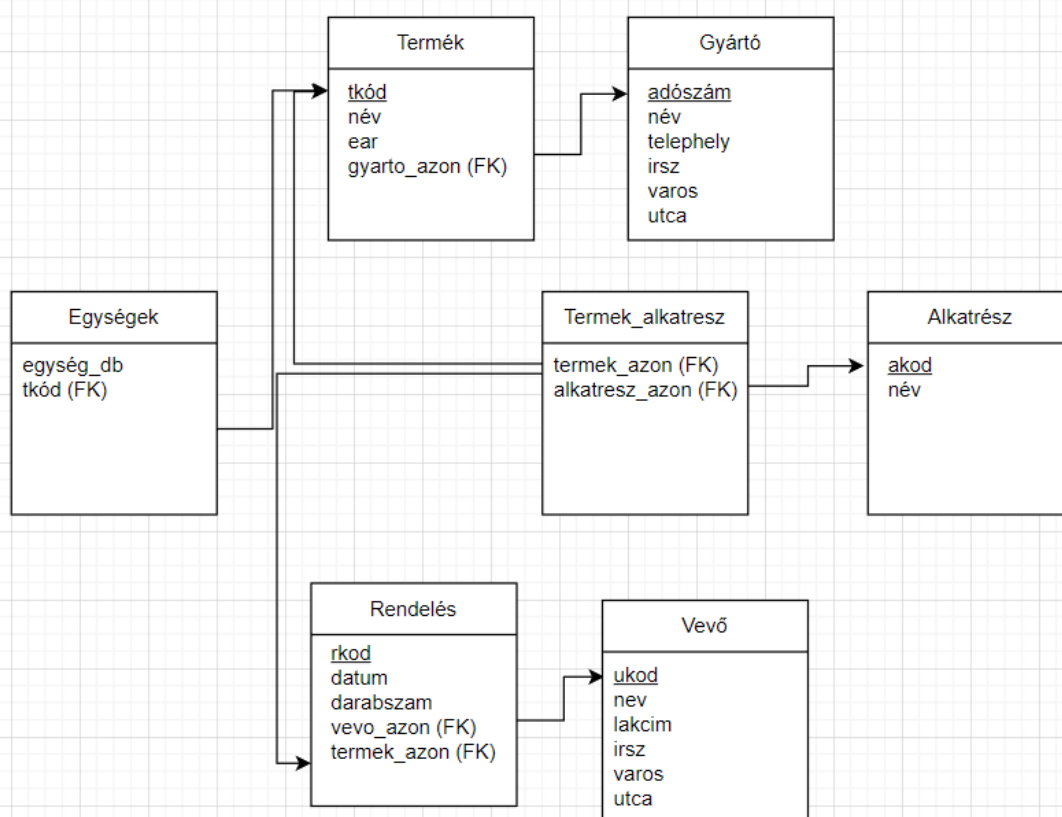 Termék
tkód
név
ear
gyarto_azon (FK)
Gyártó
adószám
név
telephely
irsz
varos
utca
Egységek
egység_db
tkód (FK)
Termek_alkatresz
termek_azon (FK)
alkatresz_azon (FK)
Alkatrész
akod
név
Rendelés
rkod
datum
darabszam
vevo_azon (FK)
termek_azon (FK)
Vevő
ukod
nev
lakcim
irsz
varos
utca